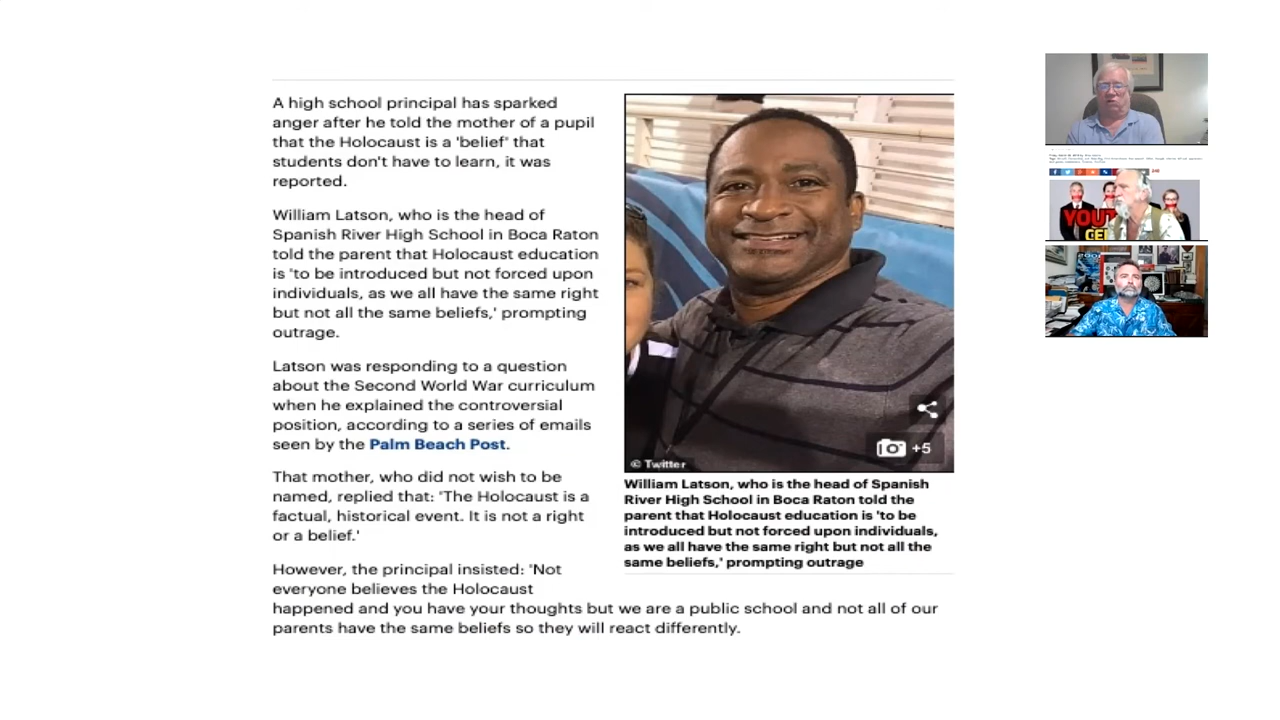 A high school principal has sparked
anger after he told the mother of a pupil
that the Holocaust is a 'belief' that
students don't have to learn, it was
reported.
William Latson, who is the head of
Spanish River High School in Boca Raton
told the parent that Holocaust education
is 'to be introduced but not forced upon
individuals, as we all have the same right
but not all the same beliefs,' prompting
outrage.
Latson was responding to a question
about the Second World War curriculum
when he explained the controversial
position, according to a series of emails
seen by the Palm Beach Post.
That mother, who did not wish to be
named, replied that: 'The Holocaust is a
factual, historical event. It is not a right
or a belief.'
However, the principal insisted: 'Not
everyone believes the Holocaust
happened and you have your thoughts but we are a public school and not all of our
parents have the same beliefs so they will react differently.
+5
© Twitter
William Latson, who is the head of Spanish
River High School in Boca Raton told the
parent that Holocaust education is 'to be
introduced but not forced upon individuals,
as we all have the same right but not all the
same beliefs,' prompting outrage
YOU